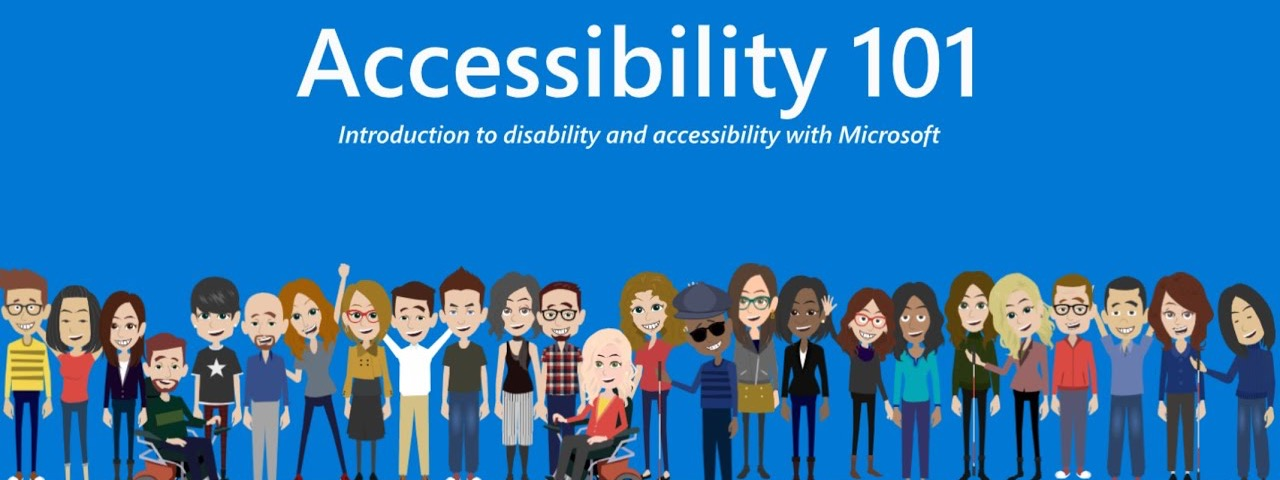 Accessibility 101
Introduction to disability and accessibility with Microsoft